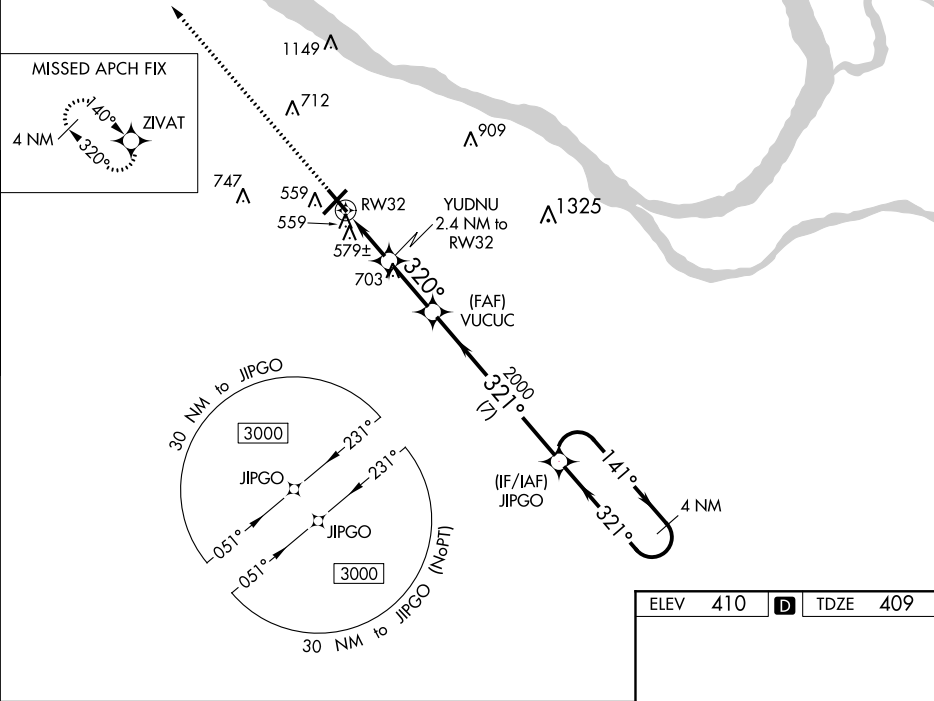 MISSED APCH FIX
140°
ZIVAT
4 NM
320°
1149
712
909
747
559
RW32
YUDNU
2.4 NM to
RW32
1325
559
579±
703
320°
(FAF)
VUCUC
2000
321°
(7)
(IF/IAF)
JIPGO
141°
321°
4 NM
30 NM to JIPGO
3000
231°
JIPGO
051°
231°
JIPGO
051°
3000
30 NM to JIPGO (NoPT)
ELEV 410 D TDZE 409